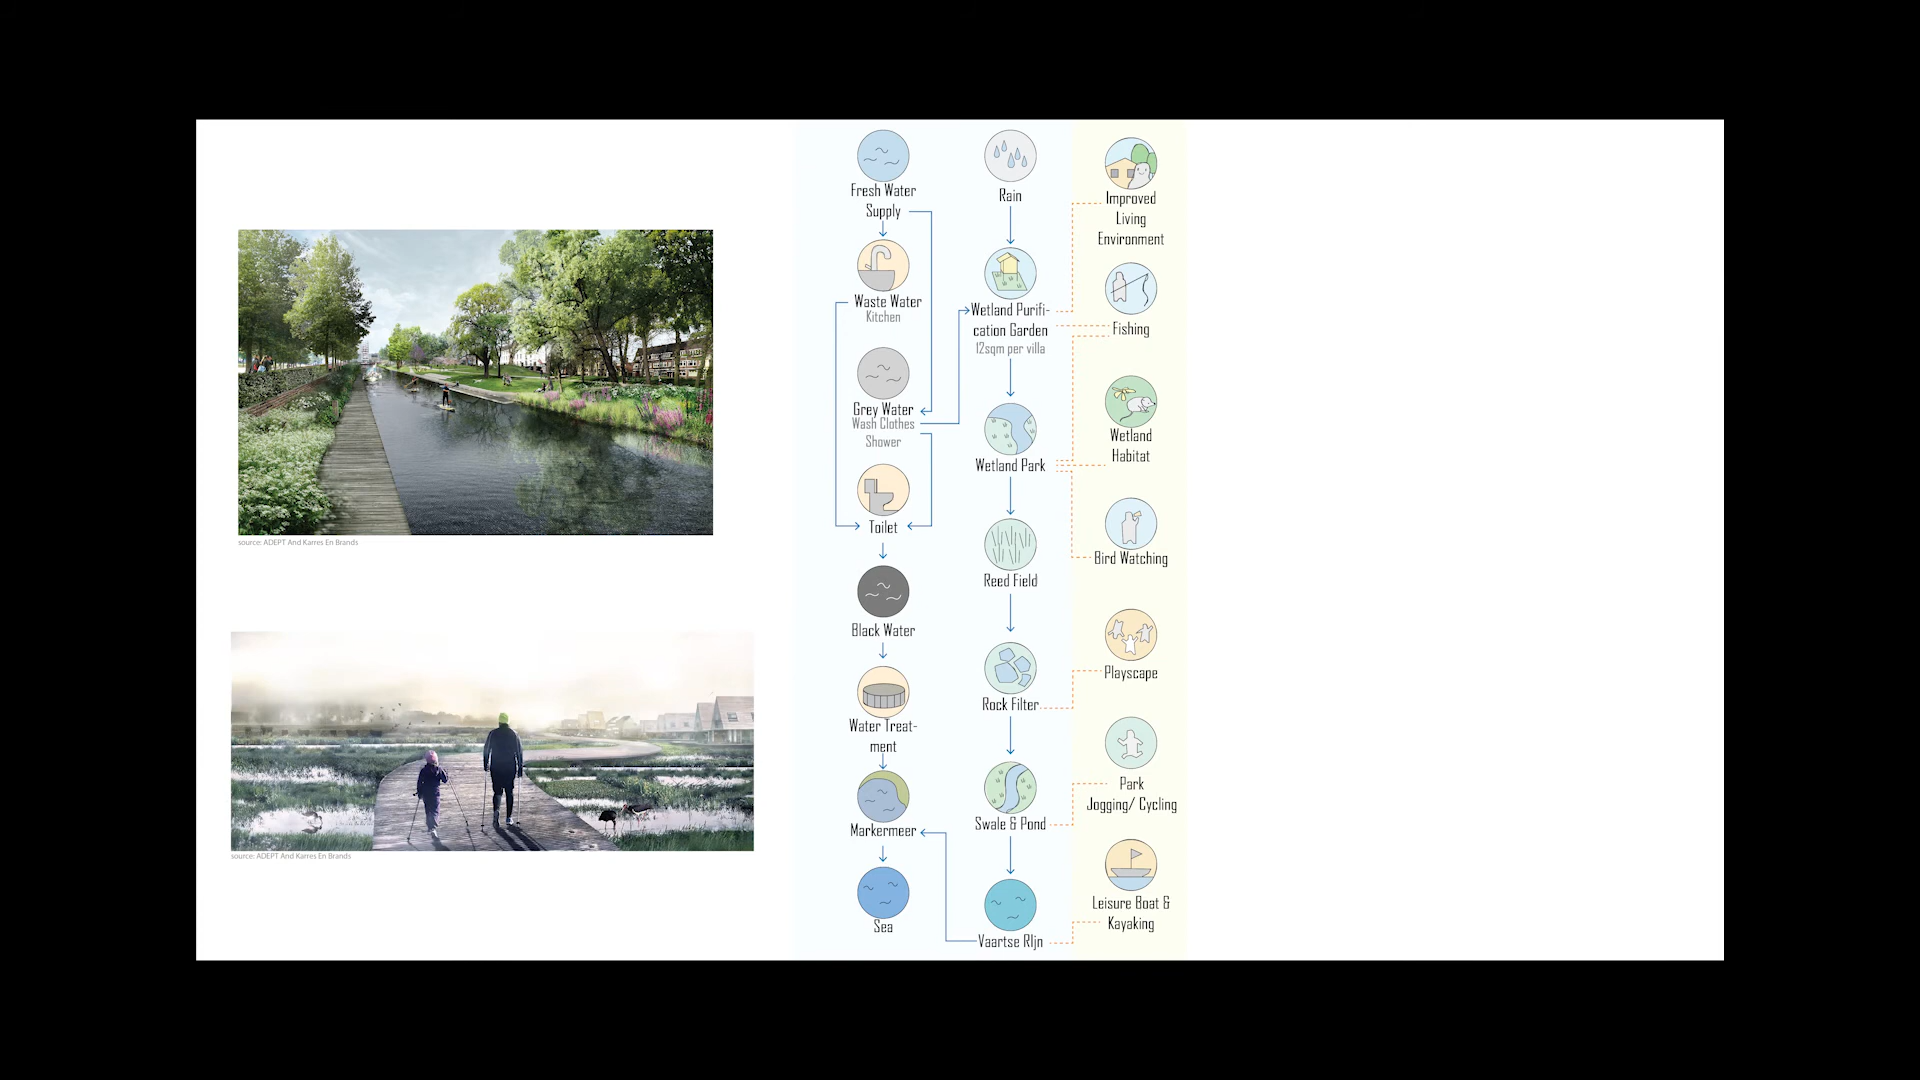 source: ADEPT And Karres En Brands
source: ADEPT And Karres En Brands
Fresh Water
Supply
Waste Water
Kitchen
Grey Water
Wash Clothes
Shower
Toilet
Black Water
Water Treat-
ment
Markermeer
Sea
Rain
Wetland Purifi-
cation Garden
12sqm per villa
Wetland Park
Reed Field
Rock Filter
Swale & Pond
Vaartse RIjn
Improved
Living
Environment
Fishing
Wetland
Habitat
Bird Watching
Playscape
Park
Jogging/ Cycling
Leisure Boat &
Kayaking